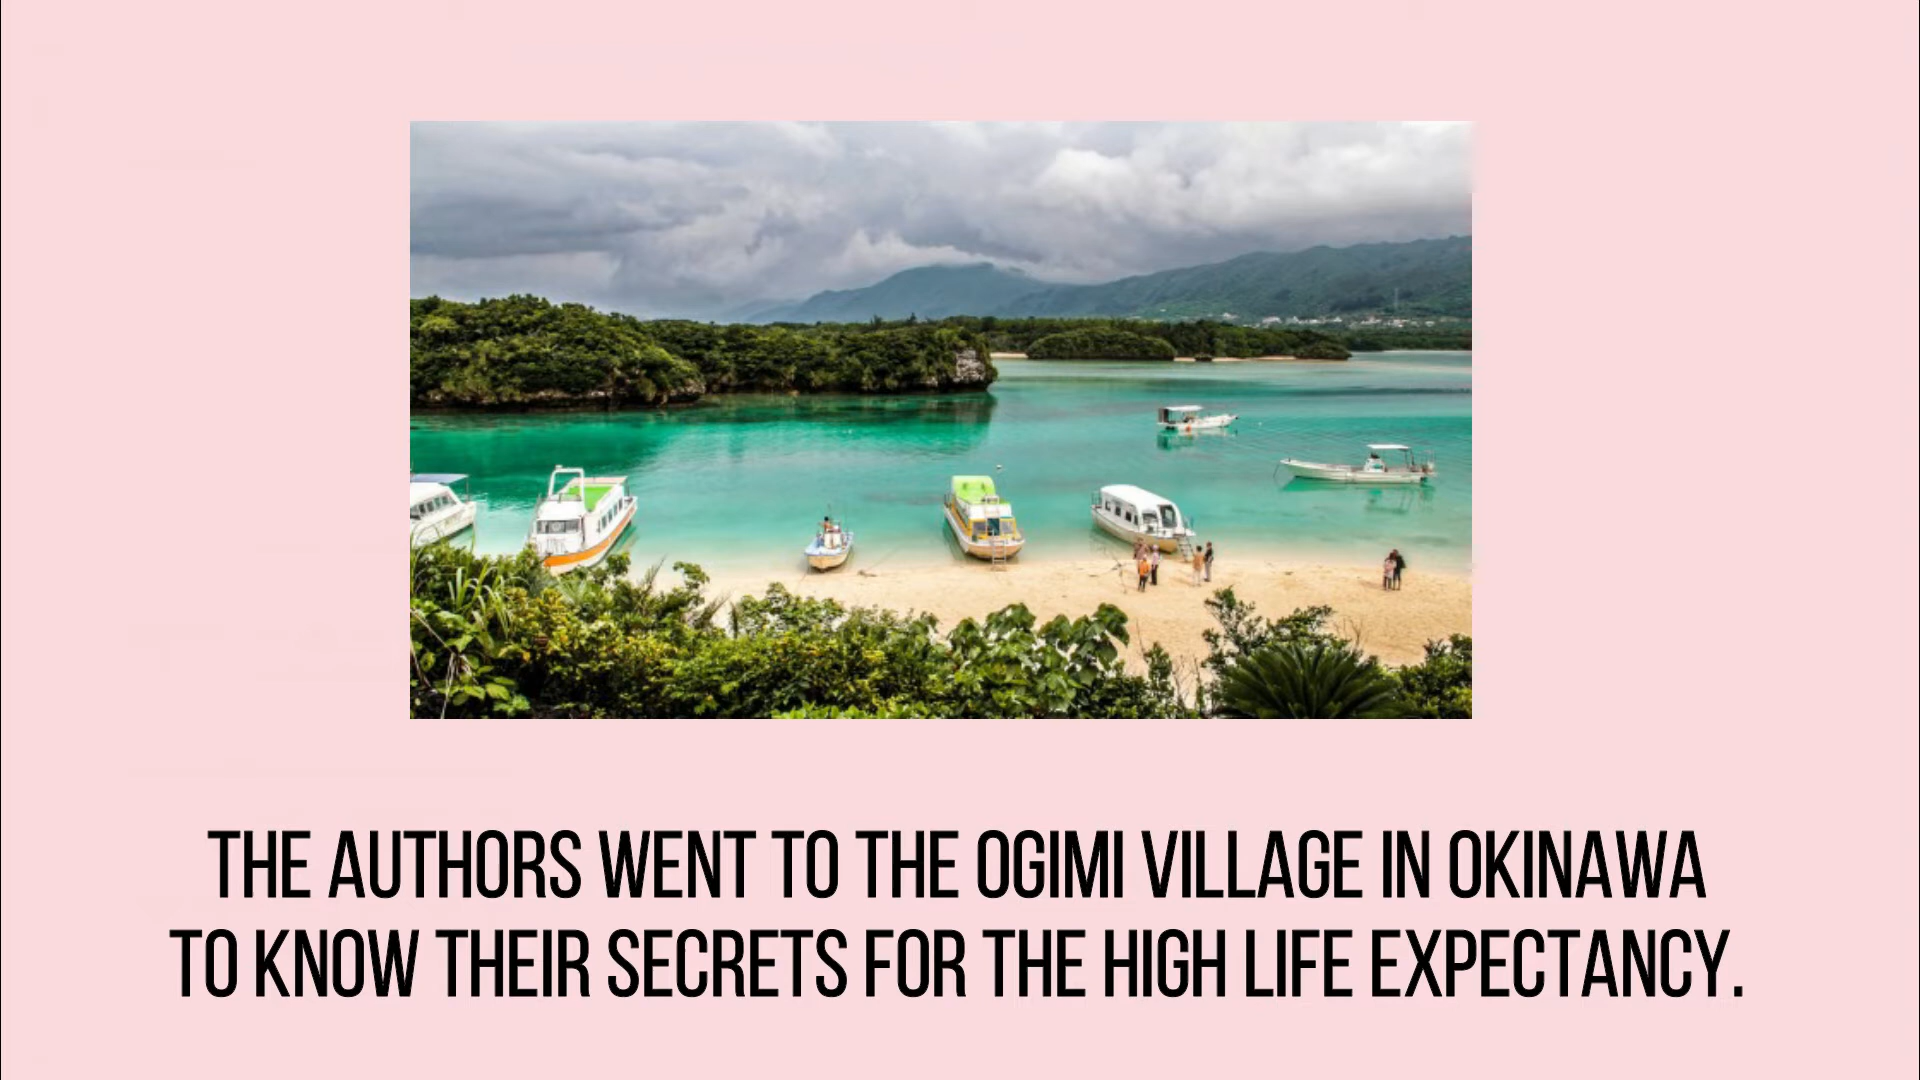 THE AUTHORS WENT TO THE OGIMI VILLAGE IN OKINAWA
TO KNOW THEIR SECRETS FOR THE HIGH LIFE EXPECTANCY.